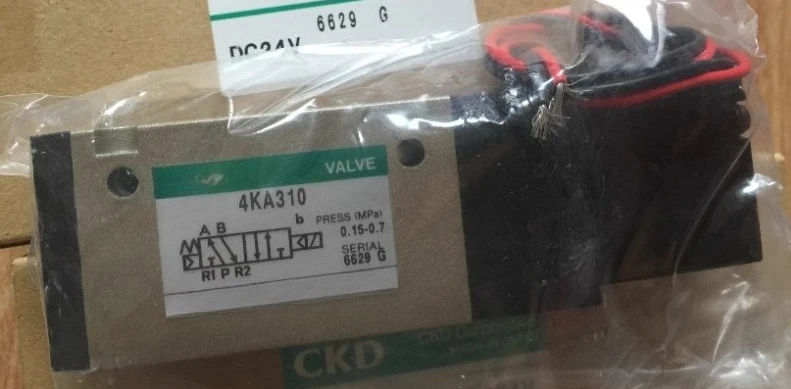 6629 G
DC24V
VALVE
4KA310
A B
b
PRESS (MPa)
0.15-0.7
SERIAL
6629 G
R1 P R2
CKD